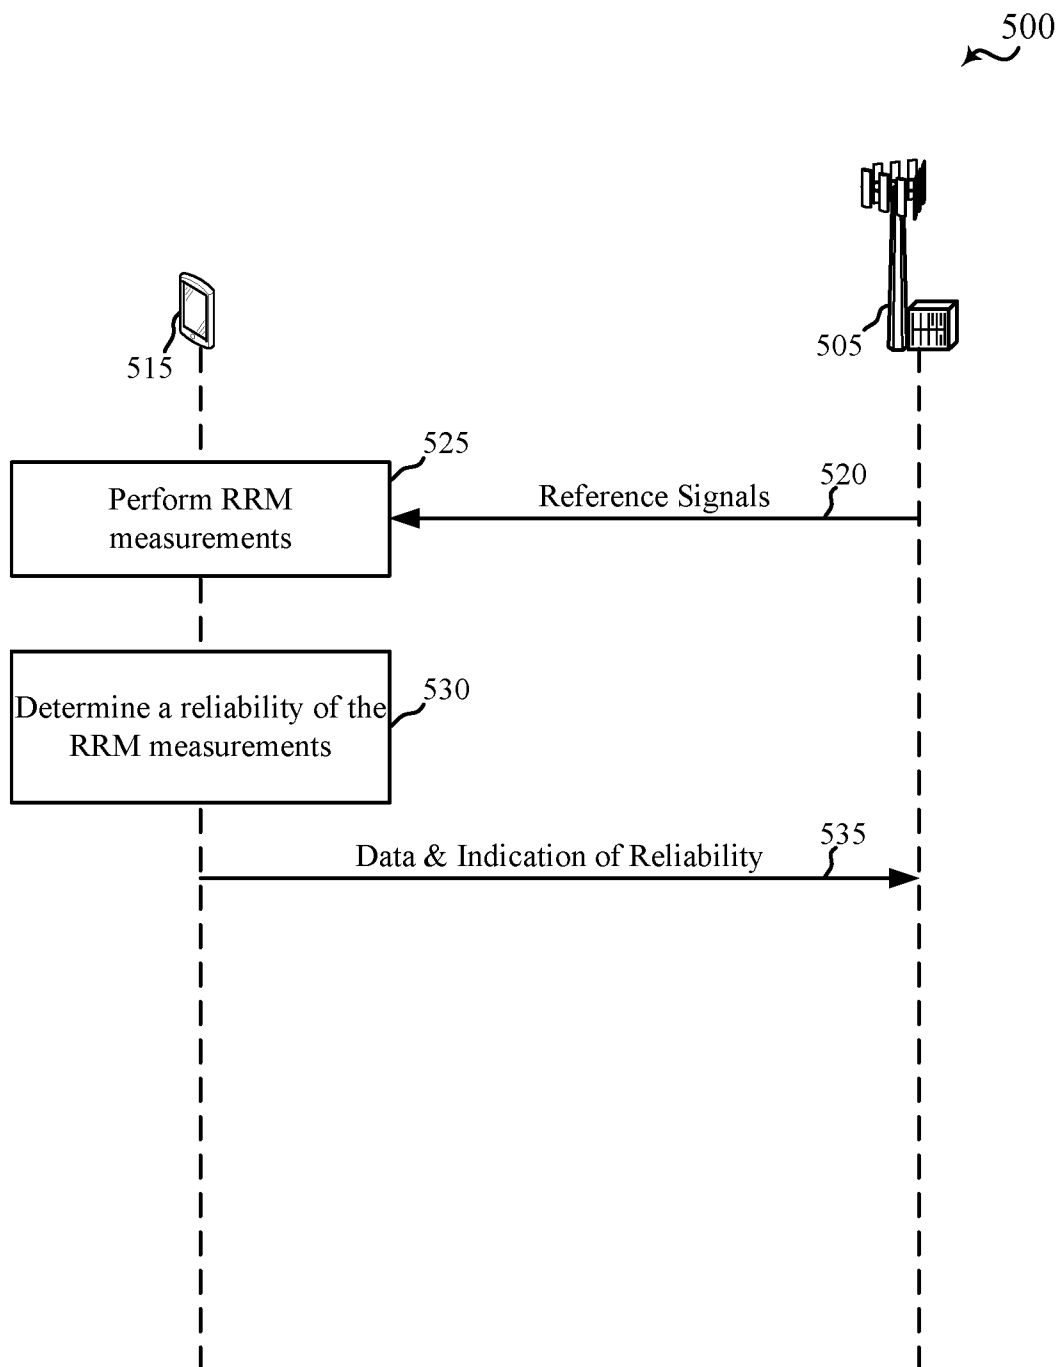 500
515
505
525
Perform RRM
measurements
Reference Signals
520
Determine a reliability of the
RRM measurements
530
Data & Indication of Reliability
535